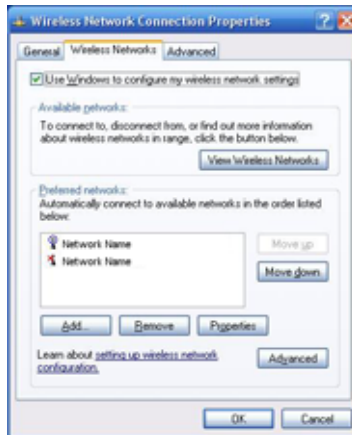 Wireless Network Connection Properties
General Wireless Networks Advanced
Use Windows to configure my wireless network settings
Available networks:
To connect to, disconnect from, or find out more information
about wireless networks in range, click the button below.
View Wireless Networks
Preferred networks:
Automatically connect to available networks in the order listed
below:
Network Name
Move up
Network Name
Move down
Add... Remove Properties
Learn about setting up wireless network
configuration.
Advanced
OK Cancel